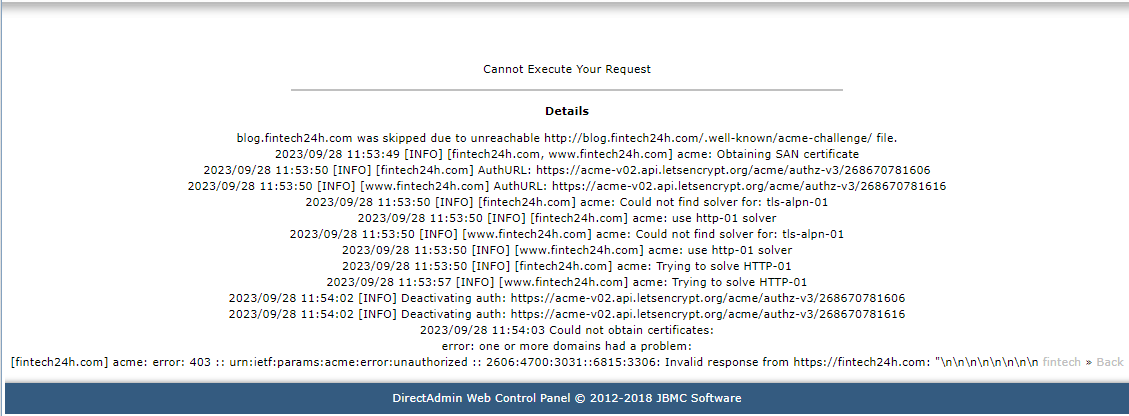 Cannot Execute Your Request
Details
blog.fintech24h.com was skipped due to unreachable http://blog.fintech24h.com/.well-known/acme-challenge/ file.
2023/09/28 11:53:49 [INFO] [fintech24h.com, www.fintech24h.com] acme: Obtaining SAN certificate
2023/09/28 11:53:50 [INFO] [fintech24h.com] AuthURL: https://acme-v02.api.letsencrypt.org/acme/authz-v3/268670781606
2023/09/28 11:53:50 [INFO] [www.fintech24h.com] AuthURL: https://acme-v02.api.letsencrypt.org/acme/authz-v3/268670781616
2023/09/28 11:53:50 [INFO] [fintech24h.com] acme: Could not find solver for: tls-alpn-01
2023/09/28 11:53:50 [INFO] [fintech24h.com] acme: use http-01 solver
2023/09/28 11:53:50 [INFO] [www.fintech24h.com] acme: Could not find solver for: tls-alpn-01
2023/09/28 11:53:50 [INFO] [www.fintech24h.com] acme: use http-01 solver
2023/09/28 11:53:50 [INFO] [fintech24h.com] acme: Trying to solve HTTP-01
2023/09/28 11:53:57 [INFO] [www.fintech24h.com] acme: Trying to solve HTTP-01
2023/09/28 11:54:02 [INFO] Deactivating auth: https://acme-v02.api.letsencrypt.org/acme/authz-v3/268670781606
2023/09/28 11:54:02 [INFO] Deactivating auth: https://acme-v02.api.letsencrypt.org/acme/authz-v3/268670781616
2023/09/28 11:54:03 Could not obtain certificates:
error: one or more domains had a problem:
[fintech24h.com] acme: error: 403 :: urn:ietf:params:acme:error:unauthorized :: 2606:4700:3031::6815:3306: Invalid response from https://fintech24h.com: "\n\n\n\n\n\n\n\n fintech » Back
DirectAdmin Web Control Panel © 2012-2018 JBMC Software